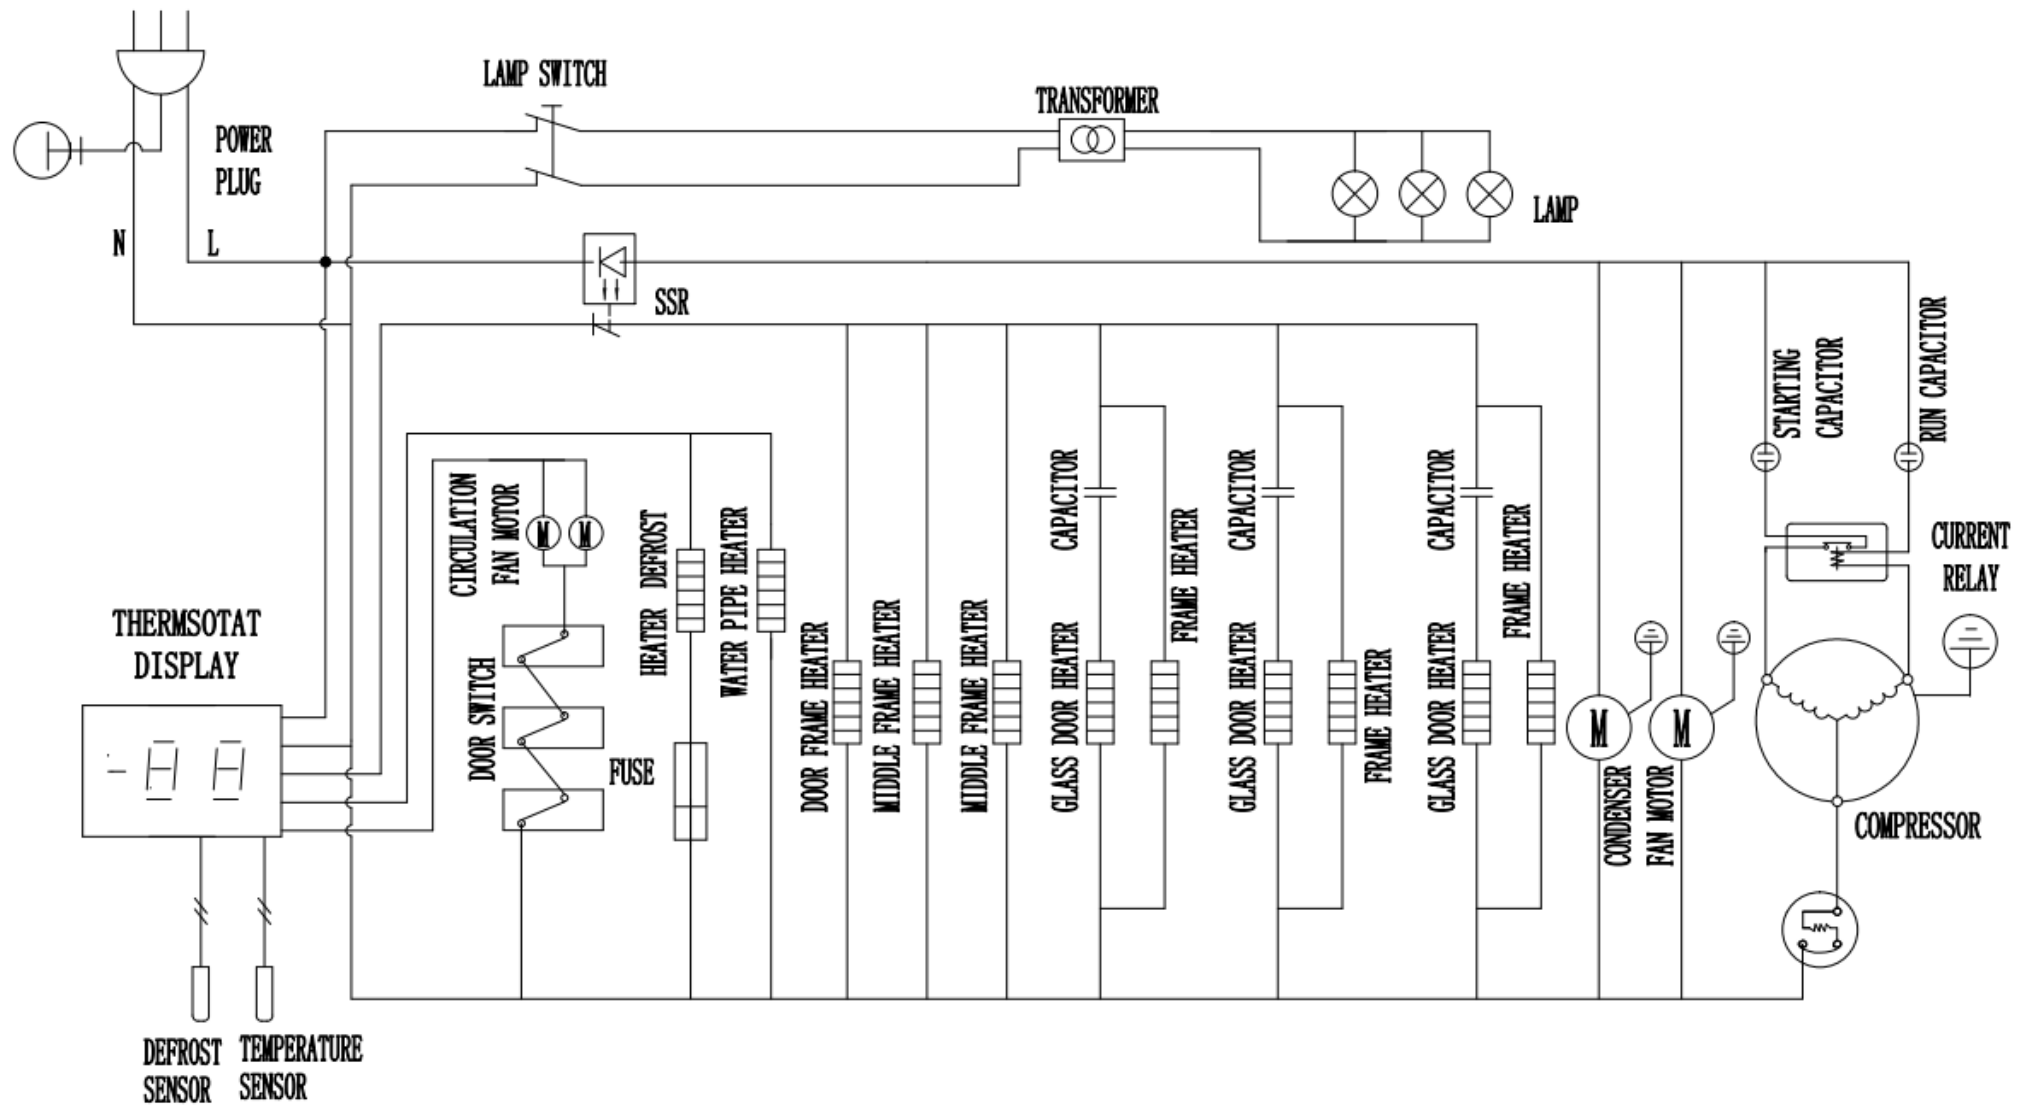 LAMP SWITCH
TRANSFORMER
POWER
PLUG
LAMP
N
L
SSR
STARTING
CAPACITOR
RUN CAPACITOR
CIRCULATION
FAN MOTOR
M
M
HEATER DEFROST
WATER PIPE HEATER
CAPACITOR
FRAME HEATER
CAPACITOR
CAPACITOR
FRAME HEATER
CURRENT
RELAY
THERMSOTAT
DISPLAY
DOOR SWITCH
FUSE
DOOR FRAME HEATER
MIDDLE FRAME HEATER
MIDDLE FRAME HEATER
GLASS DOOR HEATER
GLASS DOOR HEATER
FRAME HEATER
GLASS DOOR HEATER
M
M
CONDENSER
FAN MOTOR
COMPRESSOR
-88
DEFROST
SENSOR
TEMPERATURE
SENSOR